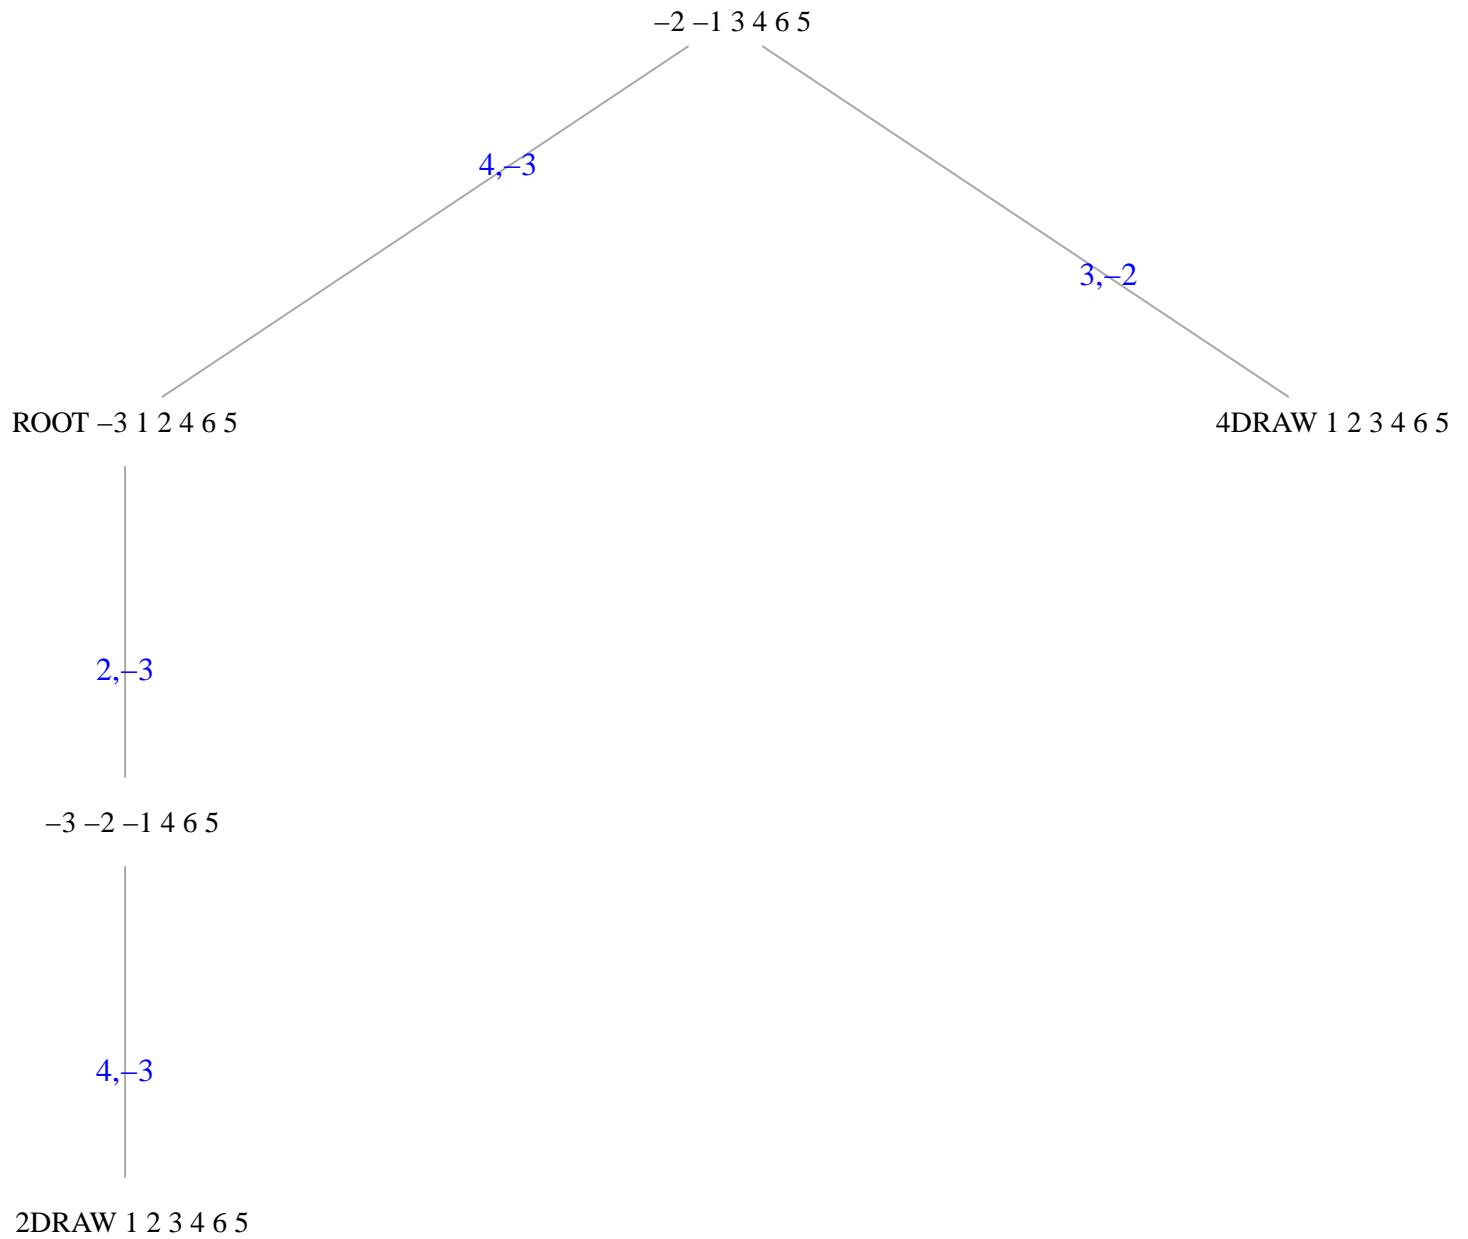 –2 –1 3 4 6 5
4,–3
3,–2
ROOT –3 1 2 4 6 5
4DRAW 1 2 3 4 6 5
2,–3
–3 –2 –1 4 6 5
4,–3
2DRAW 1 2 3 4 6 5